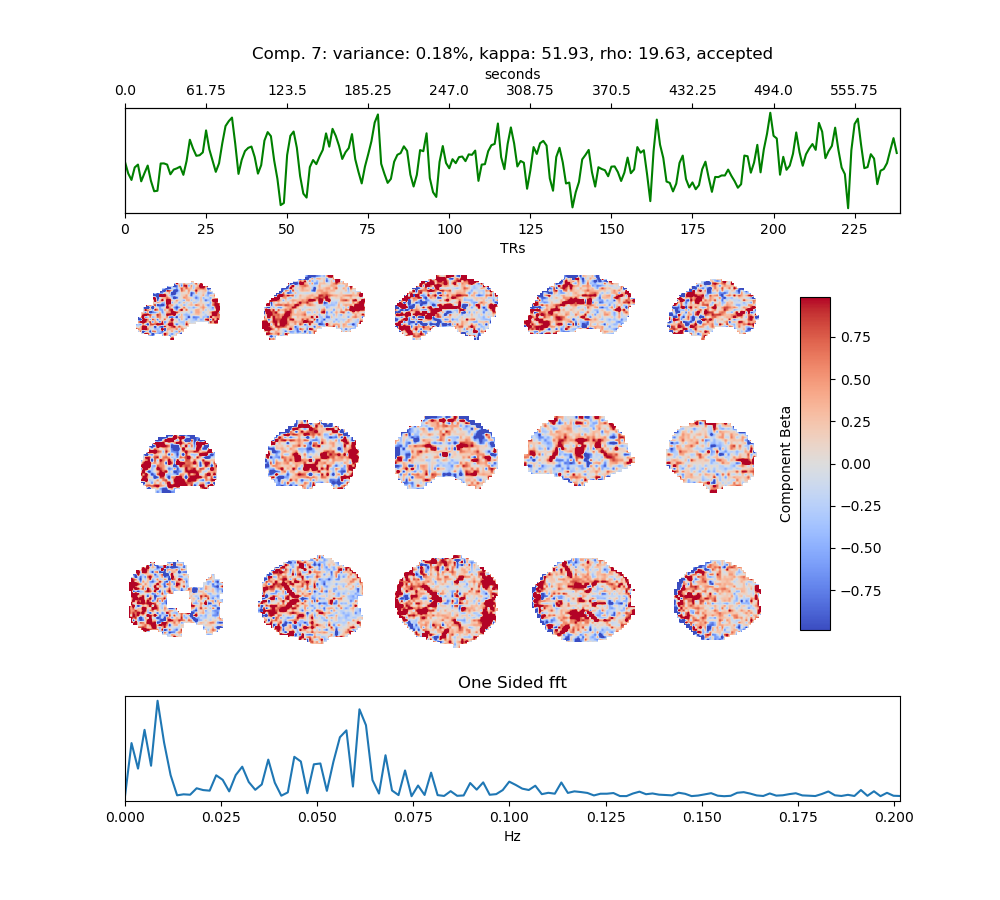 Comp. 7: variance: 0.18%, kappa: 51.93, rho: 19.63, accepted
seconds
0.0 61.75 123.5 185.25 247.0 308.75 370.5 432.25 494.0 555.75
0 25 50 75 100 125 150 175 200 225
TRs
0.75
0.50
0.25
0.00
−0.25
−0.50
−0.75
Component Beta
One Sided fft
0.000 0.025 0.050 0.075 0.100 0.125 0.150 0.175 0.200
Hz